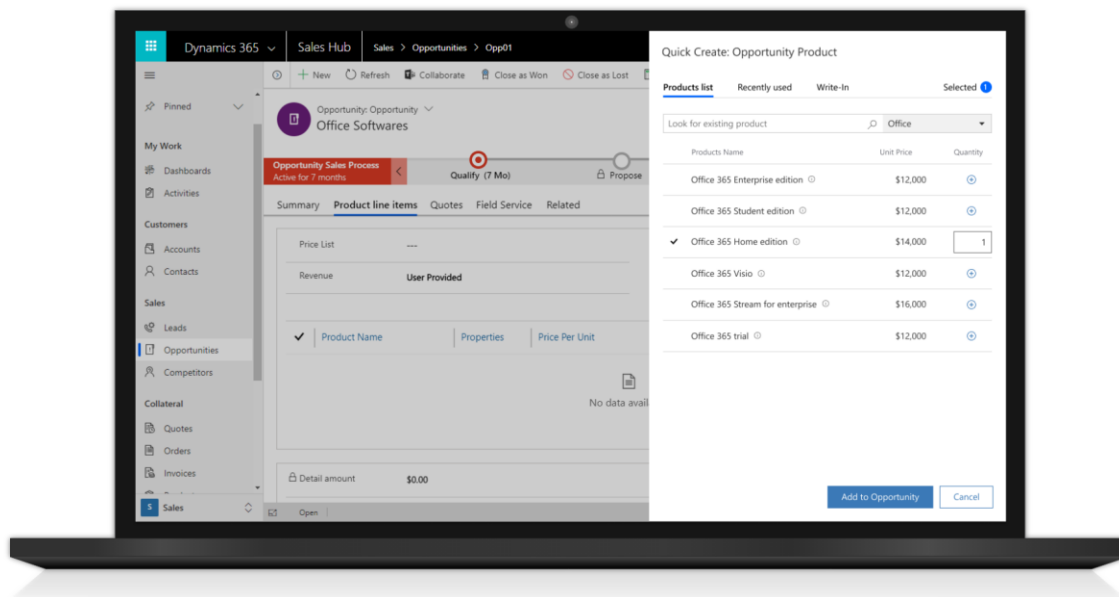 Dynamics 365
Sales Hub
Sales > Opportunities > Opp01
New
Refresh
Collaborate
Close as Won
Close as Lost
Pinned
My Work
Dashboards
Activities
Customers
Accounts
Contacts
Sales
Leads
Opportunities
Competitors
Collateral
Quotes
Orders
Invoices
S Sales
Opportunity: Opportunity
Office Softwares
Opportunity Sales Process
Active for 7 months
Qualify (7 Mo)
Propose
Summary Product line items Quotes Field Service Related
Price List ---
Revenue User Provided
Product Name Properties Price Per Unit
No data avail
Detail amount $0.00
Open
Quick Create: Opportunity Product
Products list Recently used Write-In Selected 1
Look for existing product Office
Products Name Unit Price Quantity
Office 365 Enterprise edition $12,000
Office 365 Student edition $12,000
Office 365 Home edition $14,000 1
Office 365 Visio $12,000
Office 365 Stream for enterprise $16,000
Office 365 trial $12,000
Add to Opportunity Cancel